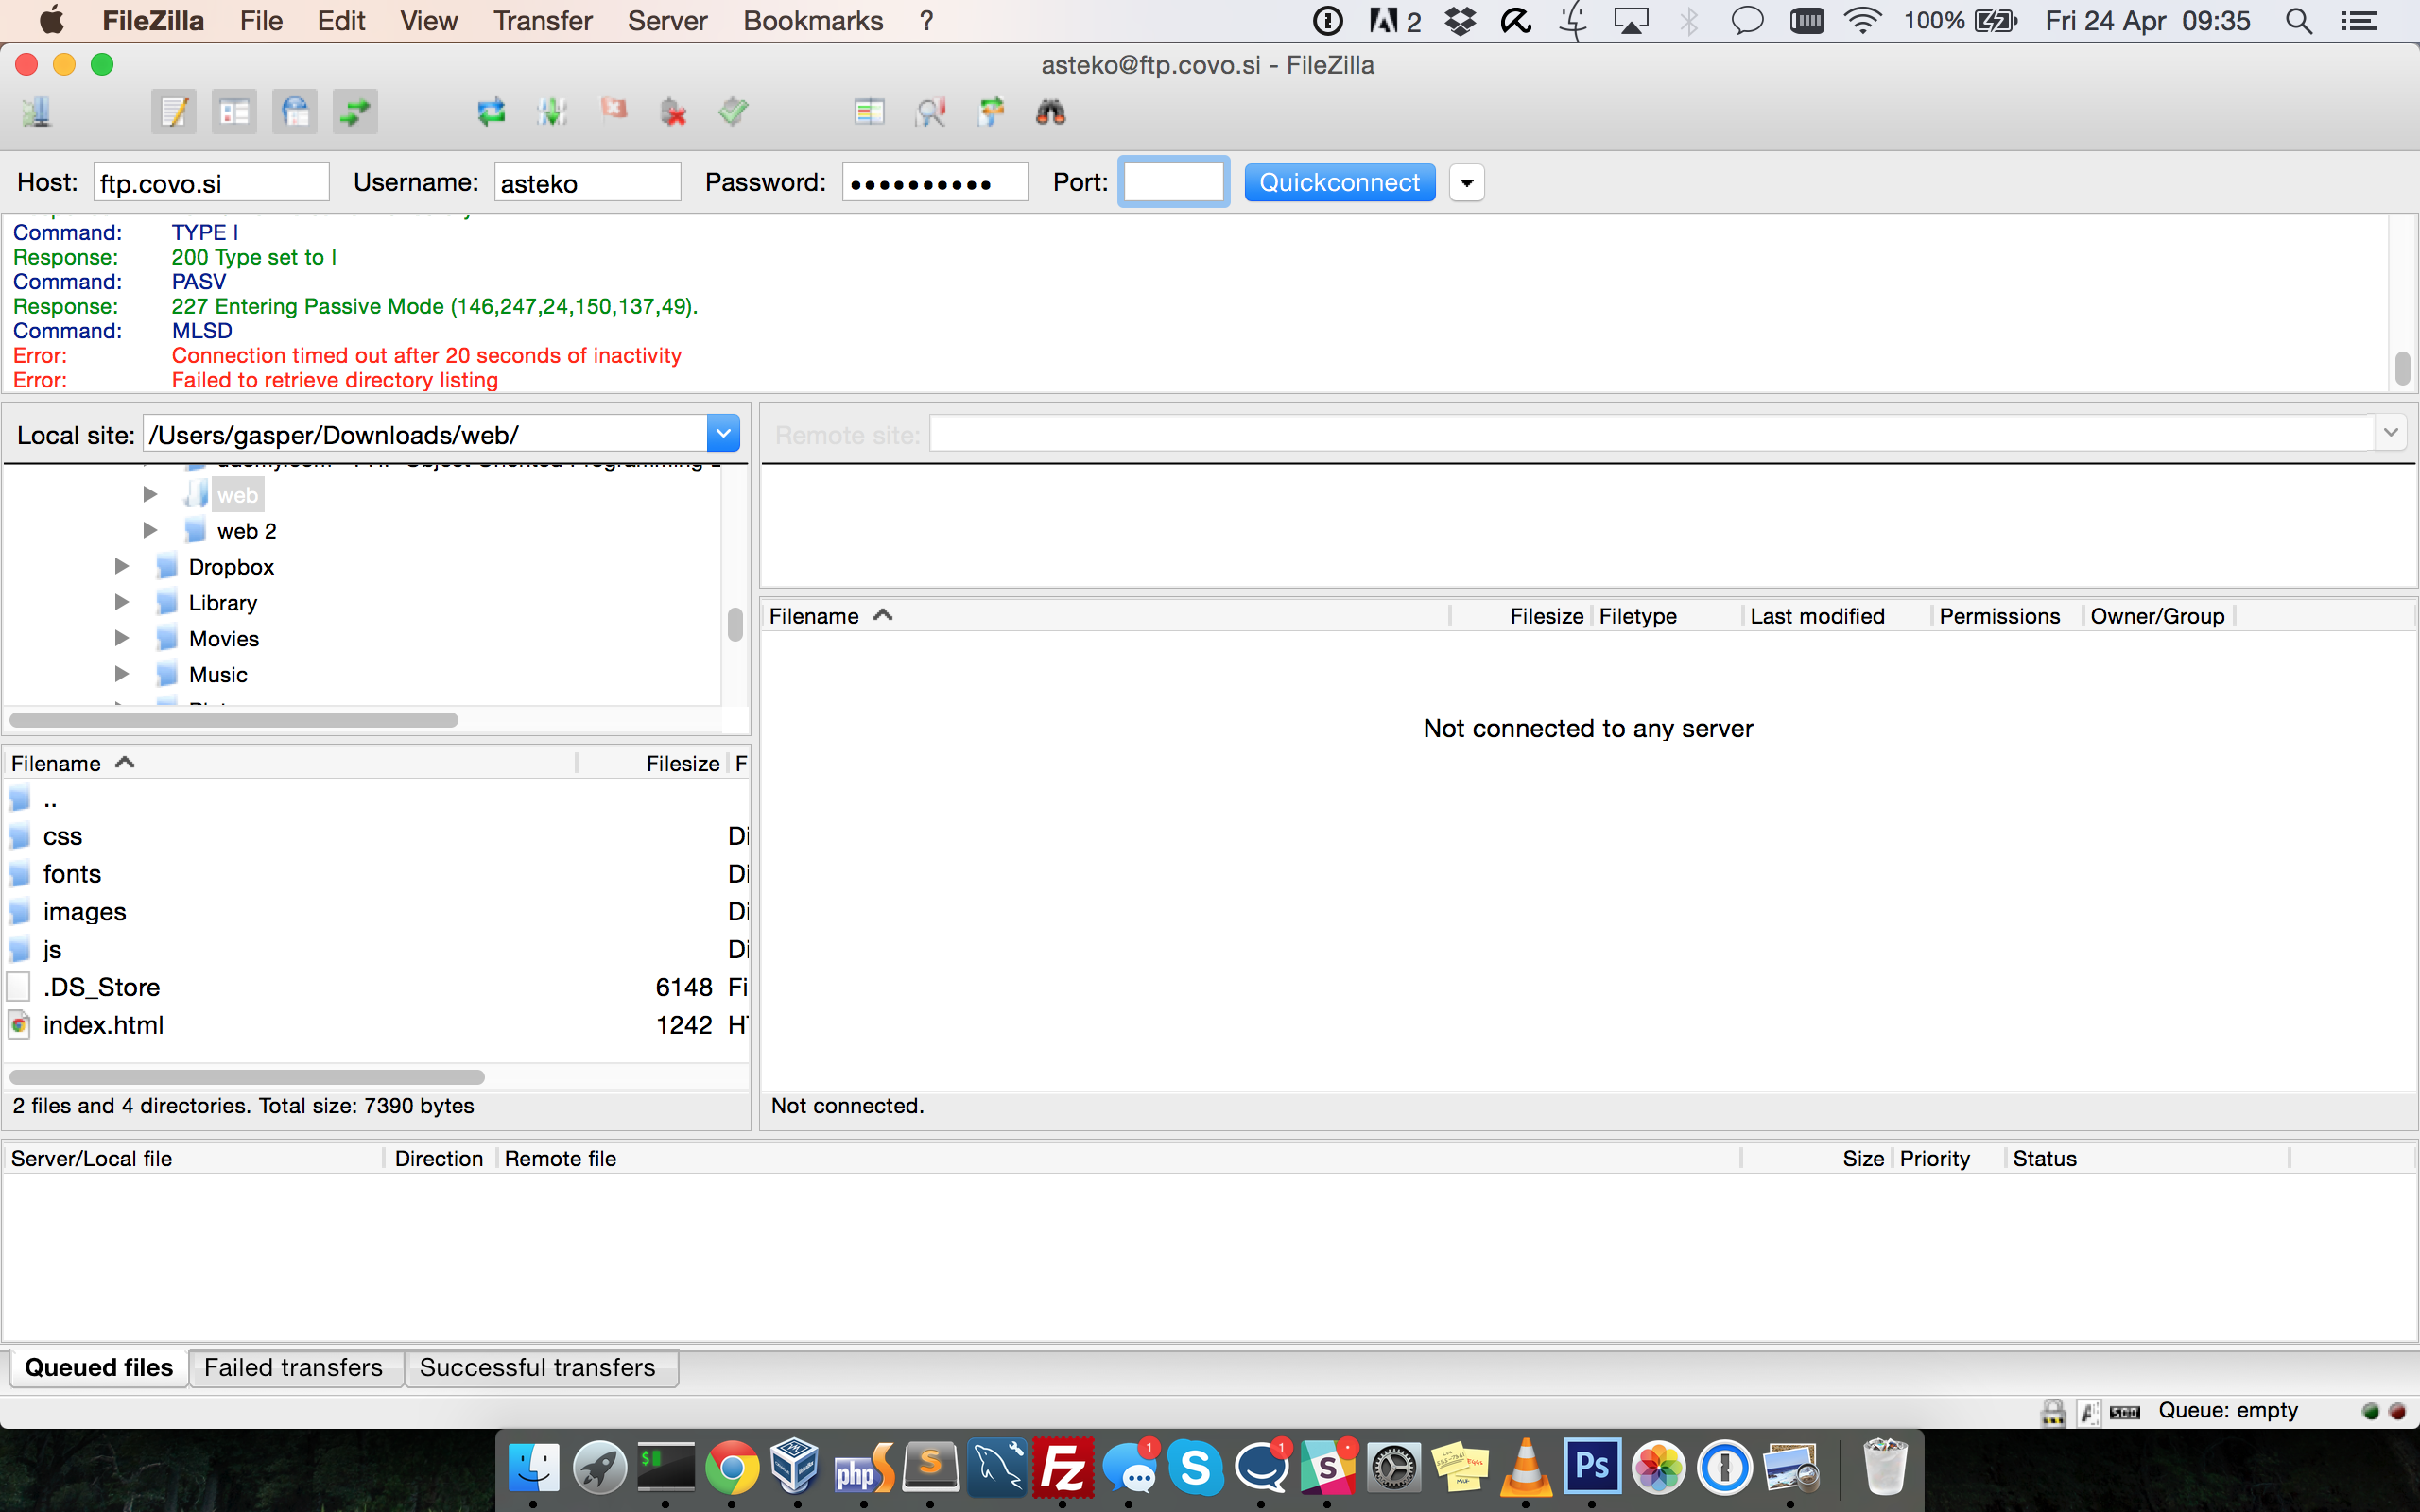 FileZilla File Edit View Transfer Server Bookmarks ? 2 100% Fri 24 Apr 09:35
asteko@ftp.covo.si - FileZilla
Host: ftp.covo.si Username: asteko Password: •••••••••• Port: Quickconnect
Command: TYPE I
Response: 200 Type set to I
Command: PASV
Response: 227 Entering Passive Mode (146,247,24,150,137,49).
Command: MLSD
Error: Connection timed out after 20 seconds of inactivity
Error: Failed to retrieve directory listing
Local site: /Users/gasper/Downloads/web/
Remote site:
web
web 2
Dropbox
Library
Movies
Music
Filename Filesize F
..
css Di
fonts Di
images Di
js Di
.DS_Store 6148 Fi
index.html 1242 HT
2 files and 4 directories. Total size: 7390 bytes
Filename Filesize Filetype Last modified Permissions Owner/Group
Not connected to any server
Not connected.
Server/Local file Direction Remote file Size Priority Status
Queued files Failed transfers Successful transfers
Queue: empty
$ php S Fz 1 S 1 S Ps